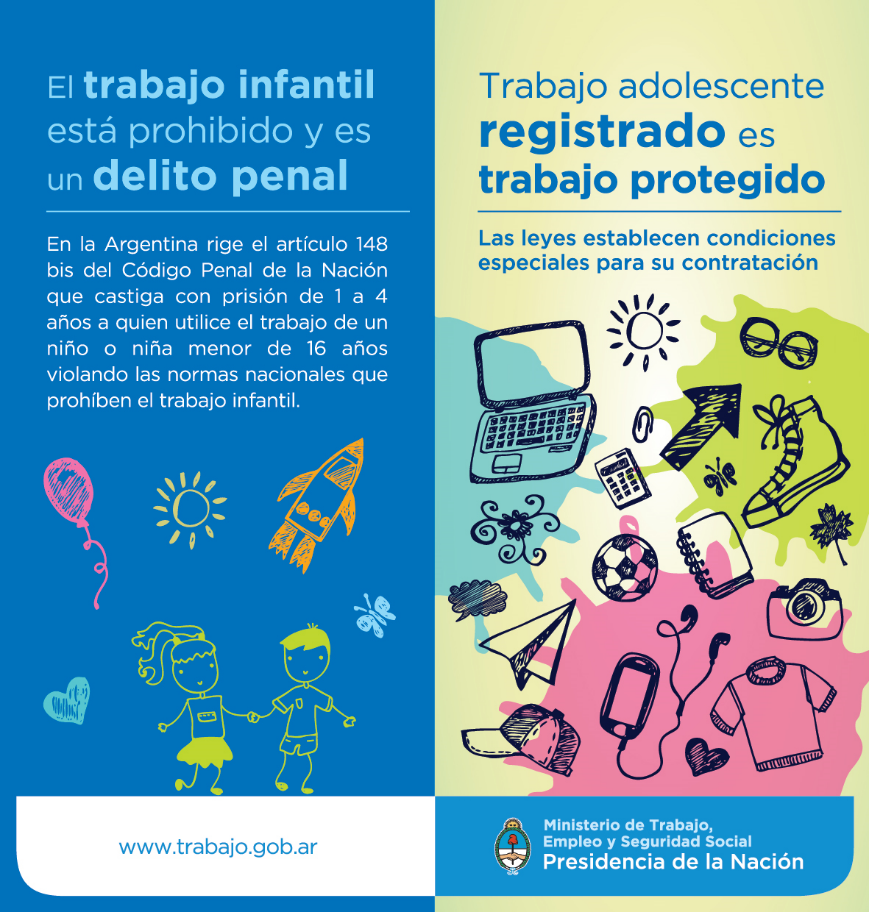 El trabajo infantil
está prohibido y es
un delito penal
En la Argentina rige el artículo 148
bis del Código Penal de la Nación
que castiga con prisión de 1 a 4
años a quien utilice el trabajo de un
niño o niña menor de 16 años
violando las normas nacionales que
prohíben el trabajo infantil.
www.trabajo.gob.ar
Trabajo adolescente
registrado es
trabajo protegido
Las leyes establecen condiciones
especiales para su contratación
Ministerio de Trabajo,
Empleo y Seguridad Social
Presidencia de la Nación